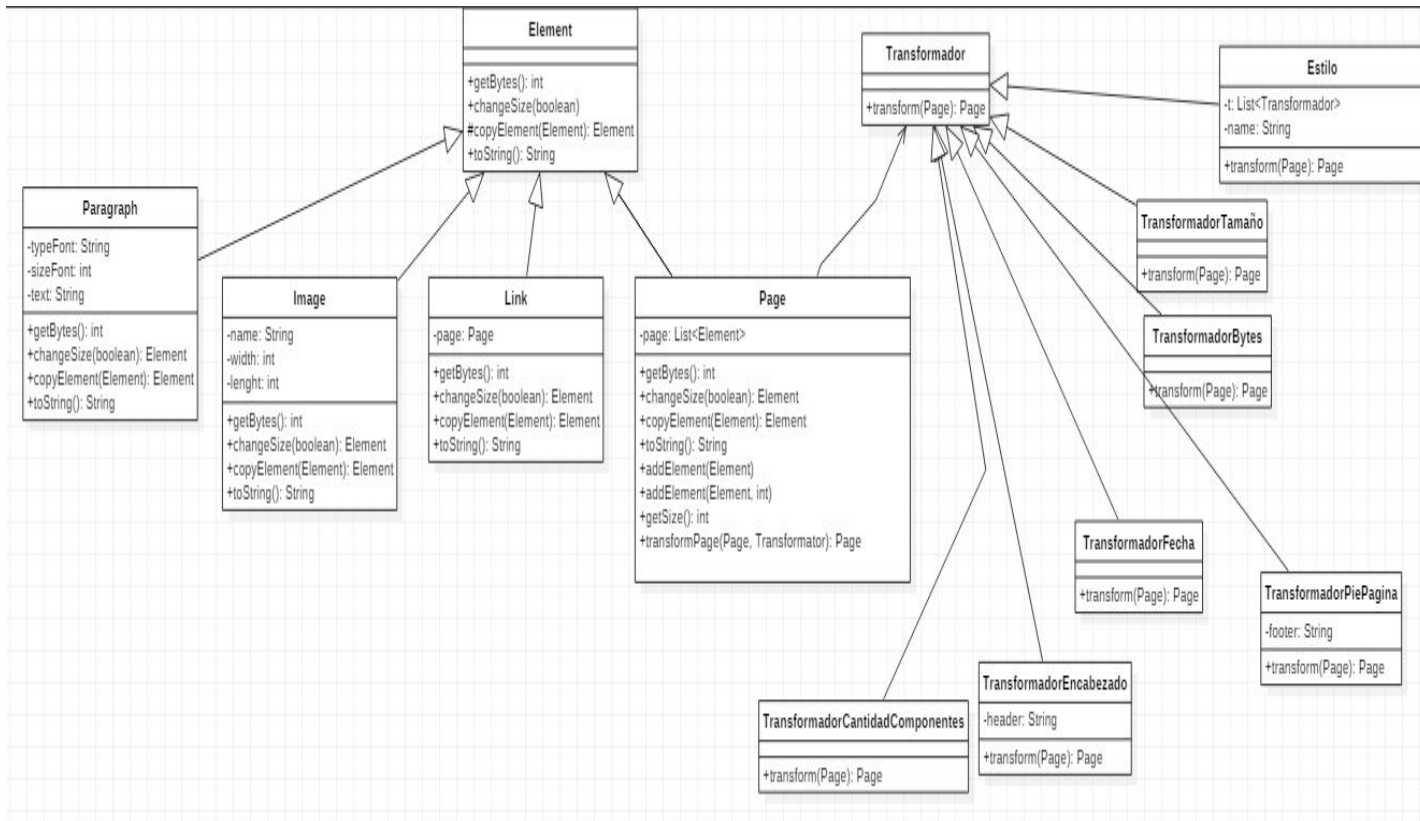 Element
+getBytes(): int
+changeSize(boolean)
#copyElement(Element): Element
+toString(): String
Transformador
+transform(Page): Page
Estilo
-t: List<Transformador>
-name: String
+transform(Page): Page
Paragraph
-typeFont: String
-sizeFont: int
-text: String
+getBytes(): int
+changeSize(boolean): Element
+copyElement(Element): Element
+toString(): String
Image
-name: String
-width: int
-lenght: int
+getBytes(): int
+changeSize(boolean): Element
+copyElement(Element): Element
+toString(): String
Link
-page: Page
+getBytes(): int
+changeSize(boolean): Element
+copyElement(Element): Element
+toString(): String
Page
-page: List<Element>
+getBytes(): int
+changeSize(boolean): Element
+copyElement(Element): Element
+toString(): String
+addElement(Element)
+addElement(Element, int)
+getSize(): int
+transformPage(Page, Transformator): Page
TransformadorTamaño
+transform(Page): Page
TransformadorBytes
+transform(Page): Page
TransformadorFecha
+transform(Page): Page
TransformadorPiePagina
-footer: String
+transform(Page): Page
TransformadorEncabezado
-header: String
+transform(Page): Page
TransformadorCantidadComponentes
+transform(Page): Page